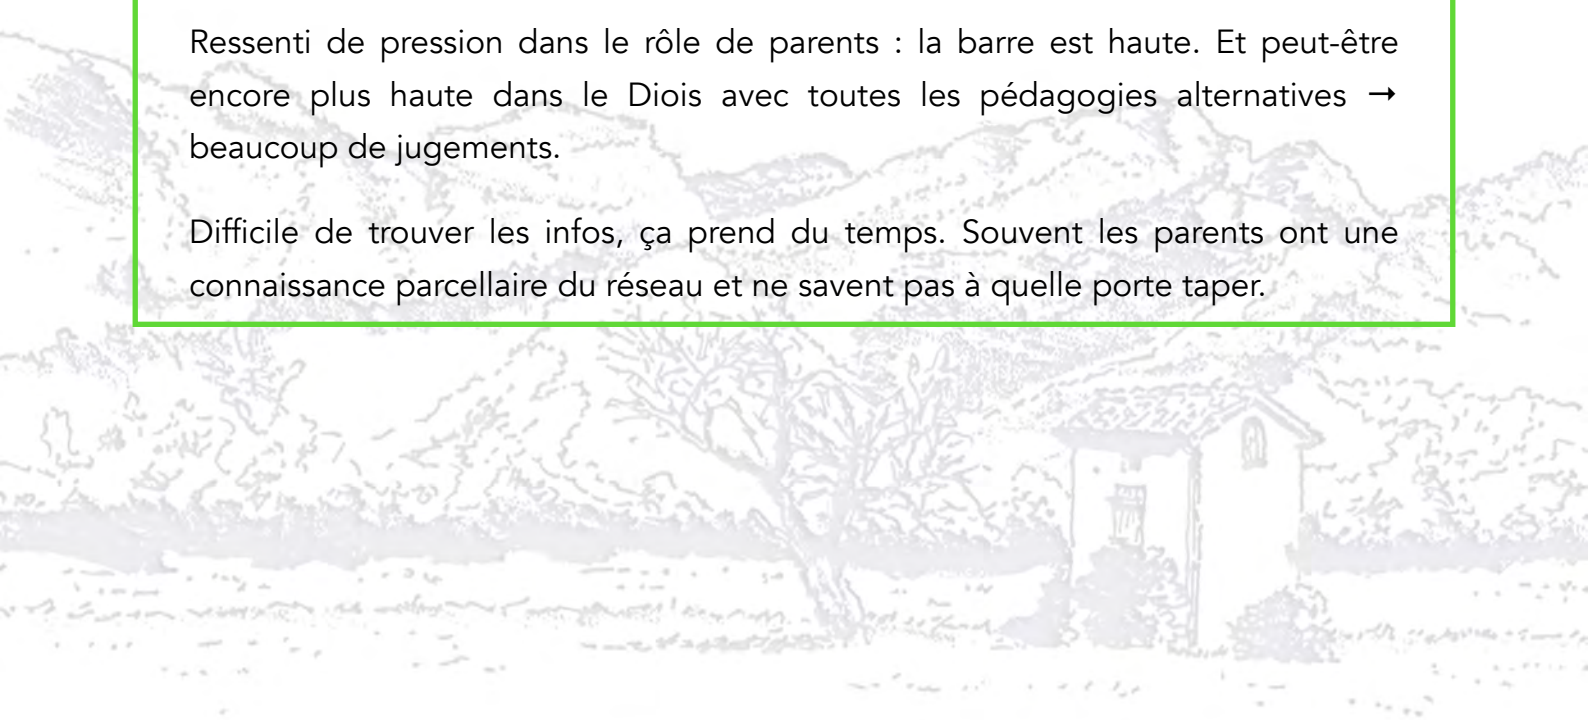 Ressenti de pression dans le rôle de parents : la barre est haute. Et peut-être
encore plus haute dans le Diois avec toutes les pédagogies alternatives →
beaucoup de jugements.
Difficile de trouver les infos, ça prend du temps. Souvent les parents ont une
connaissance parcellaire du réseau et ne savent pas à quelle porte taper.